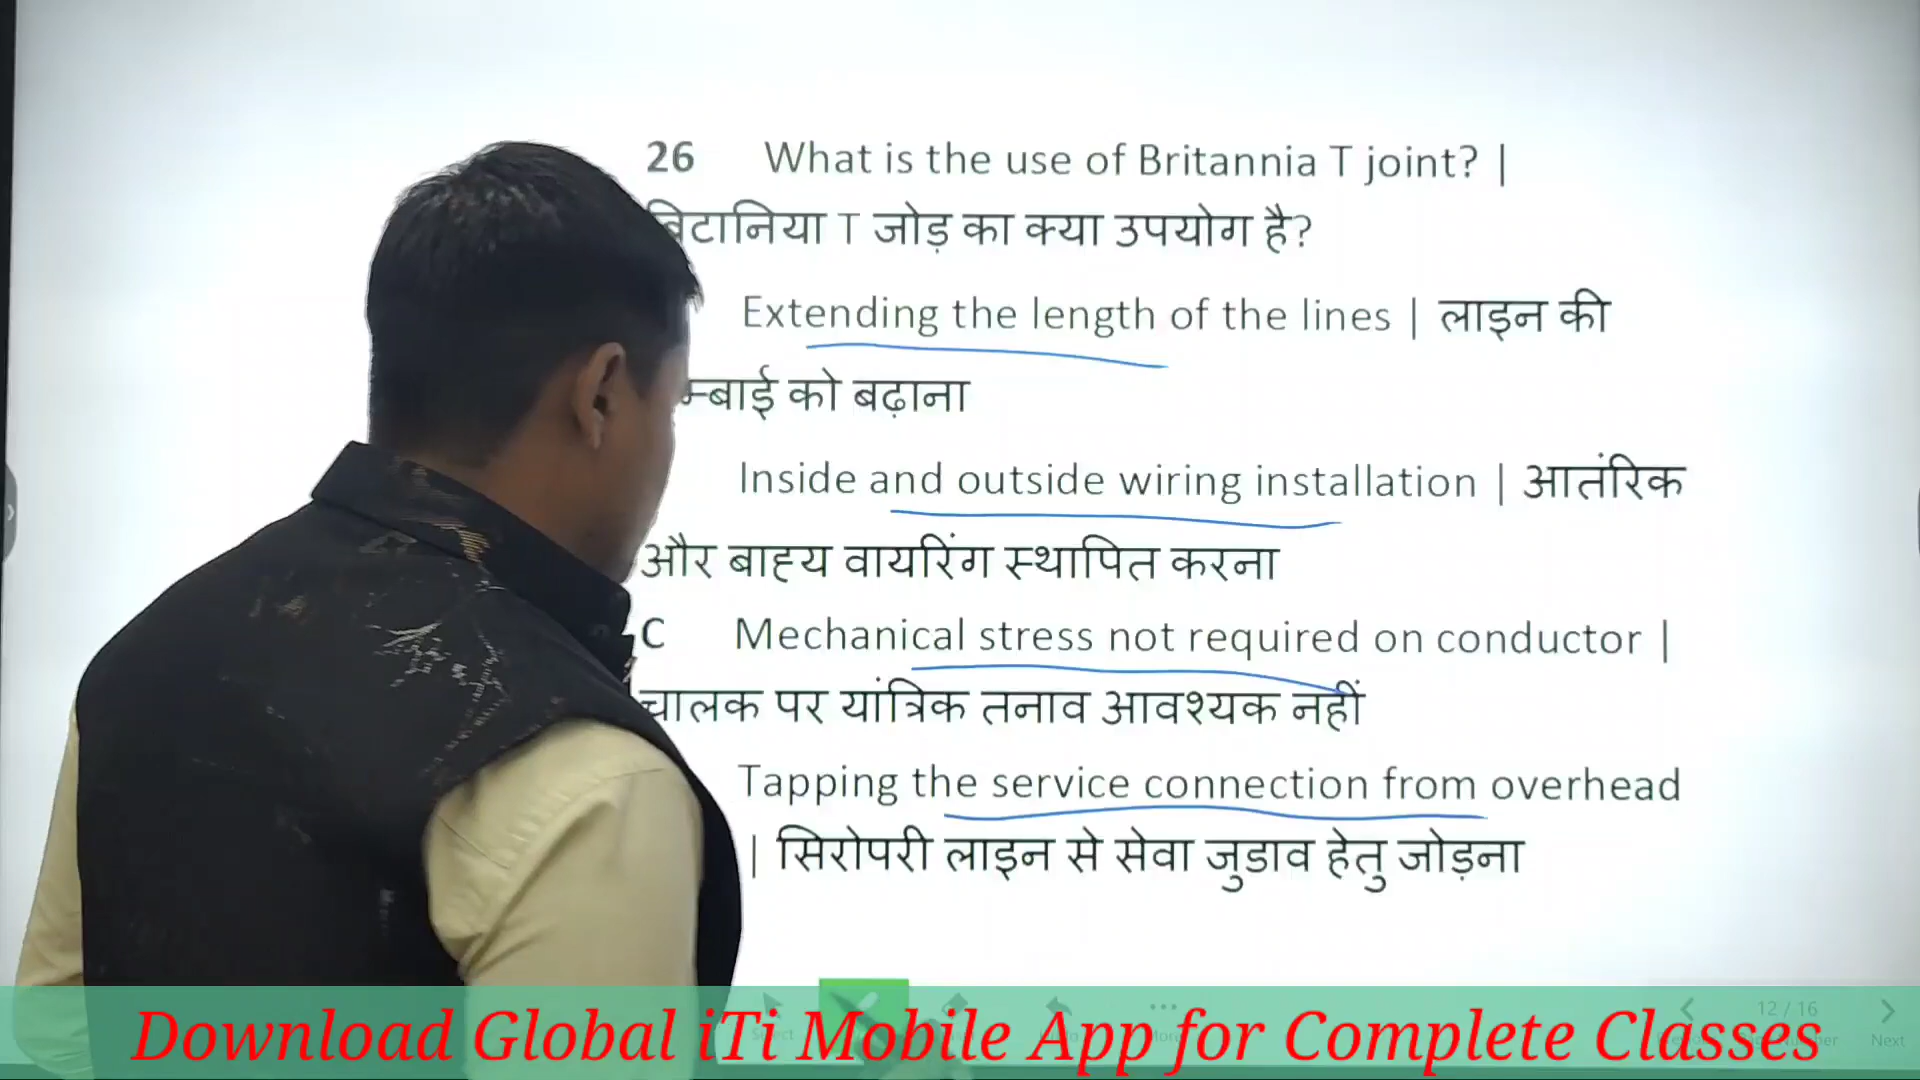 26 What is the use of Britannia T joint? |
ब्रिटानिया T जोड़ का क्या उपयोग है?
Extending the length of the lines | लाइन की
म्बाई को बढ़ाना
Inside and outside wiring installation | आतंरिक
और बाह्य वायरिंग स्थापित करना
C Mechanical stress not required on conductor |
चालक पर यांत्रिक तनाव आवश्यक नहीं
Tapping the service connection from overhead
| सिरोपरी लाइन से सेवा जुडाव हेतु जोड़ना
12 / 16
Select
More
Next
Download Global iTi Mobile App for Complete Classes